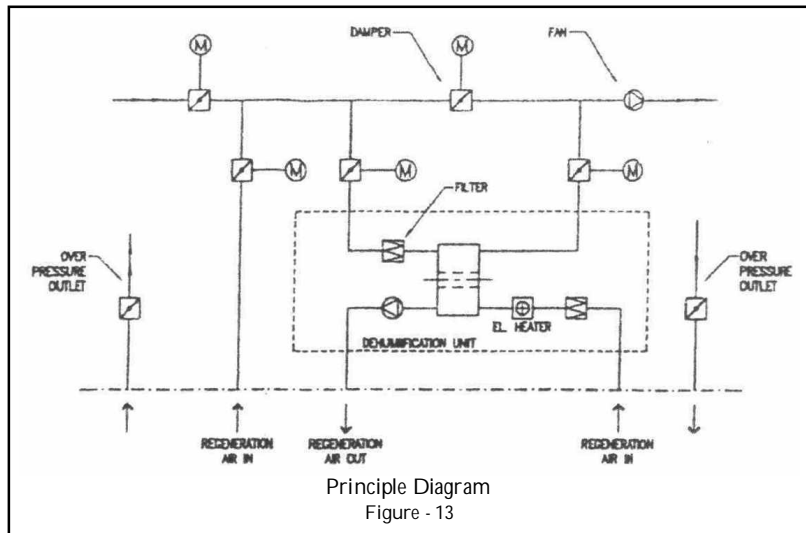 M
DAMPER
M
FAN
M
M
M
FILTER
OVER
PRESSURE
OUTLET
OVER
PRESSURE
OUTLET
EL. HEATER
DEHUMIFICATION UNIT
REGENERATION
AIR IN
REGENERATION
AIR OUT
REGENERATION
AIR IN
Principle Diagram
Figure - 13